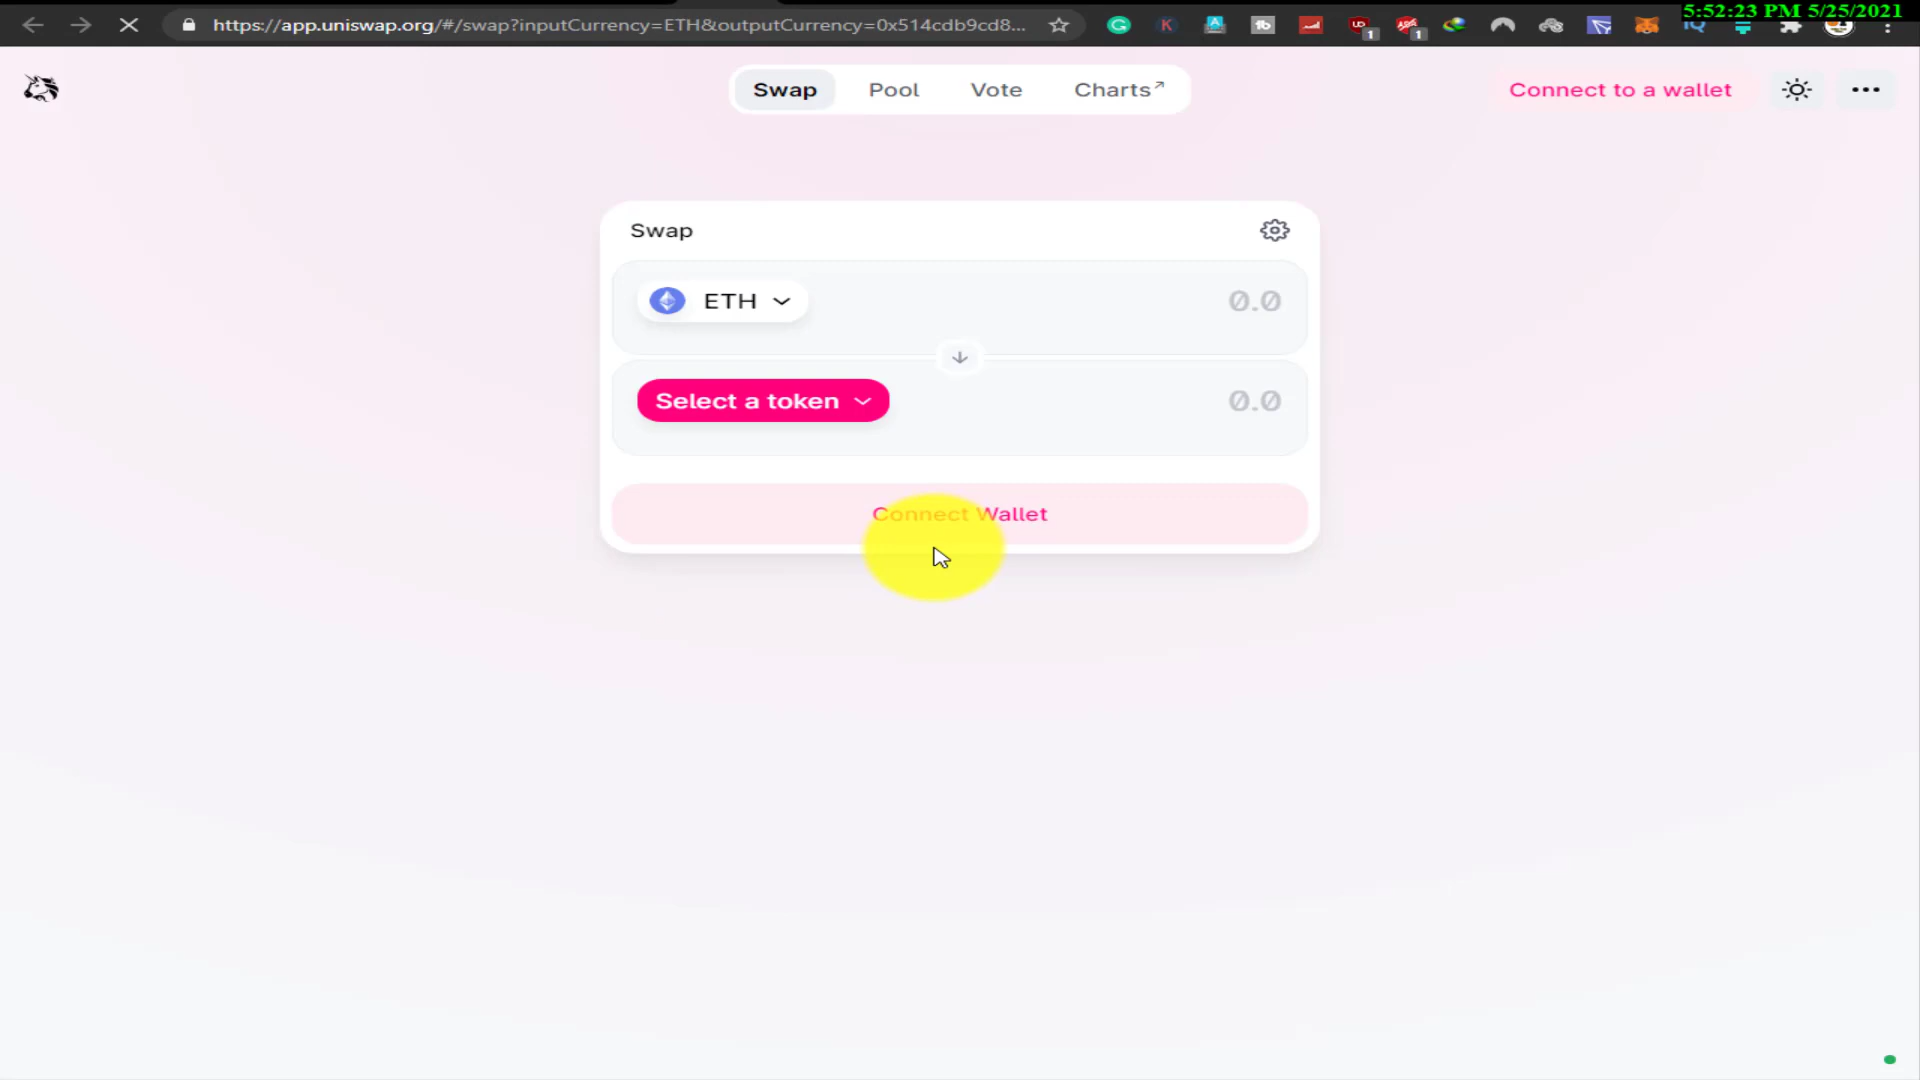 5:52:23 PM 5/25/2021
https://app.uniswap.org/#/swap?inputCurrency=ETH&outputCurrency=0x514cdb9cd8...
Swap
Pool
Vote
Charts↗
Connect to a wallet
Swap
ETH
0.0
Select a token
0.0
Connect Wallet